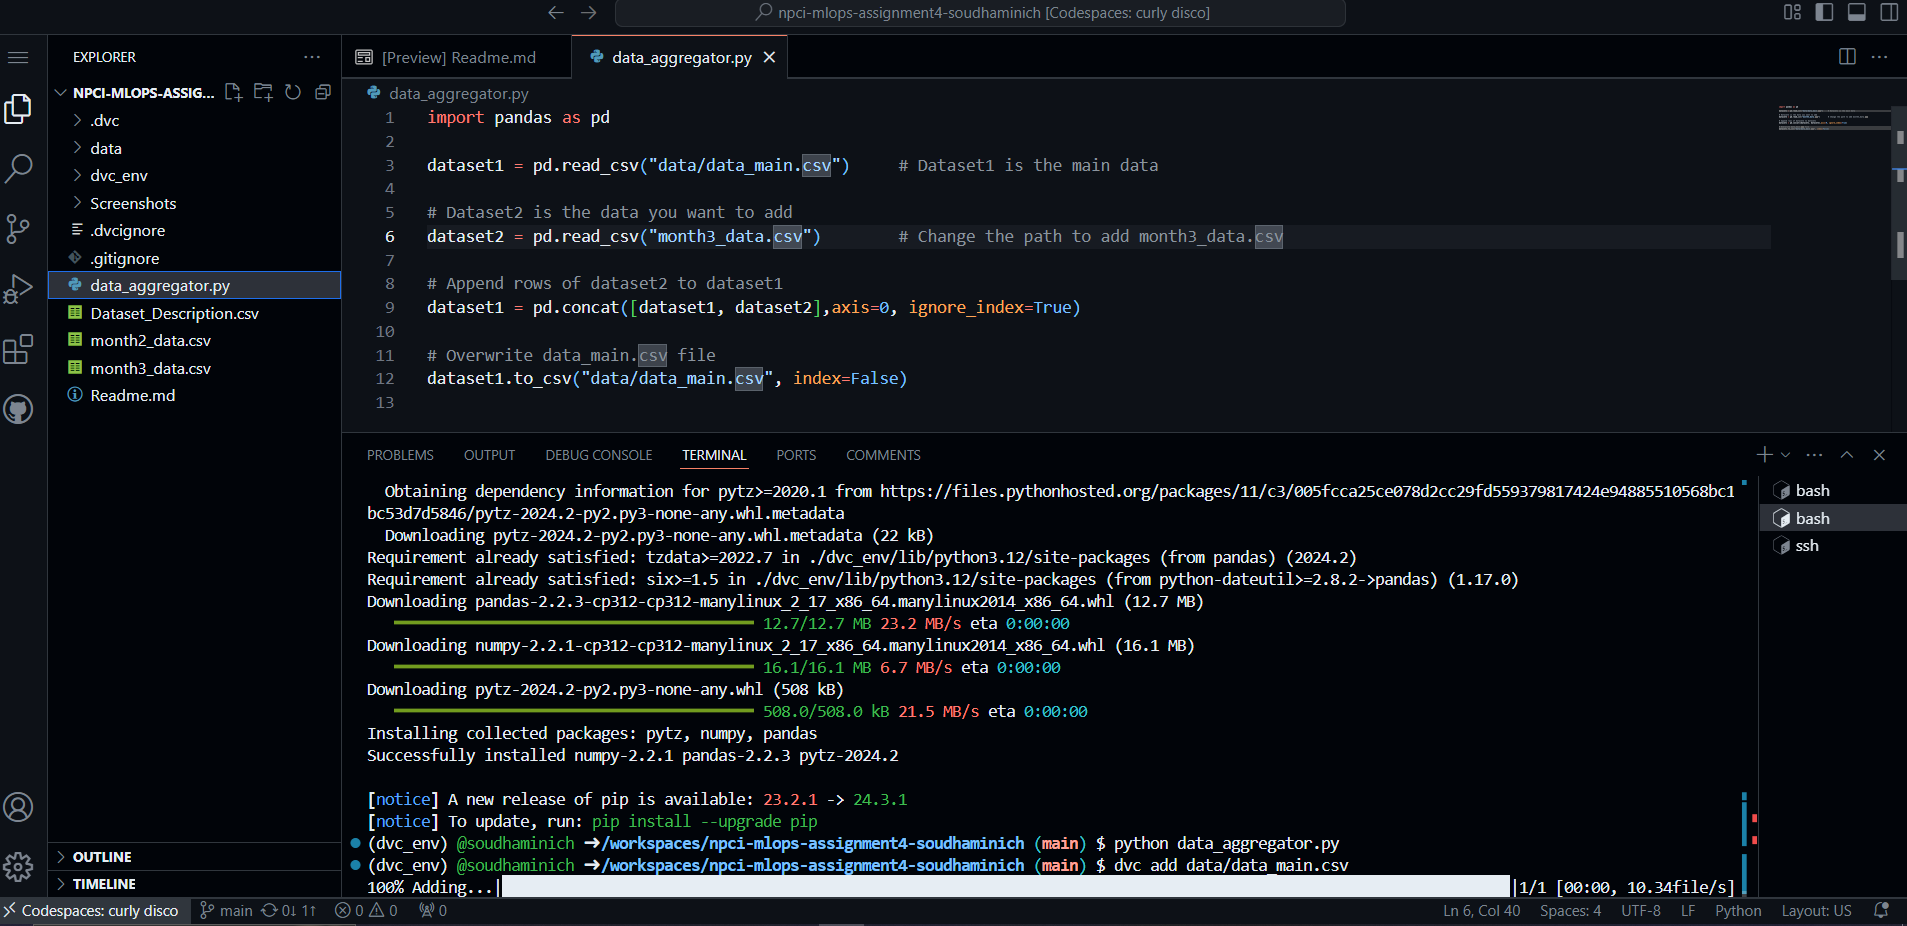 npci-mlops-assignment4-soudhaminich [Codespaces: curly disco]
EXPLORER
NPCI-MLOPS-ASSIG...
.dvc
data
dvc_env
Screenshots
.dvcignore
.gitignore
data_aggregator.py
Dataset_Description.csv
month2_data.csv
month3_data.csv
Readme.md
OUTLINE
TIMELINE
[Preview] Readme.md
data_aggregator.py
data_aggregator.py
1 import pandas as pd
2
3 dataset1 = pd.read_csv("data/data_main.csv") # Dataset1 is the main data
4
5 # Dataset2 is the data you want to add
6 dataset2 = pd.read_csv("month3_data.csv") # Change the path to add month3_data.csv
7
8 # Append rows of dataset2 to dataset1
9 dataset1 = pd.concat([dataset1, dataset2],axis=0, ignore_index=True)
10
11 # Overwrite data_main.csv file
12 dataset1.to_csv("data/data_main.csv", index=False)
13
PROBLEMS OUTPUT DEBUG CONSOLE TERMINAL PORTS COMMENTS
Obtaining dependency information for pytz>=2020.1 from https://files.pythonhosted.org/packages/11/c3/005fcca25ce078d2cc29fd559379817424e94885510568bc1
bc53d7d5846/pytz-2024.2-py2.py3-none-any.whl.metadata
Downloading pytz-2024.2-py2.py3-none-any.whl.metadata (22 kB)
Requirement already satisfied: tzdata>=2022.7 in ./dvc_env/lib/python3.12/site-packages (from pandas) (2024.2)
Requirement already satisfied: six>=1.5 in ./dvc_env/lib/python3.12/site-packages (from python-dateutil>=2.8.2->pandas) (1.17.0)
Downloading pandas-2.2.3-cp312-cp312-manylinux_2_17_x86_64.manylinux2014_x86_64.whl (12.7 MB)
12.7/12.7 MB 23.2 MB/s eta 0:00:00
Downloading numpy-2.2.1-cp312-cp312-manylinux_2_17_x86_64.manylinux2014_x86_64.whl (16.1 MB)
16.1/16.1 MB 6.7 MB/s eta 0:00:00
Downloading pytz-2024.2-py2.py3-none-any.whl (508 kB)
508.0/508.0 kB 21.5 MB/s eta 0:00:00
Installing collected packages: pytz, numpy, pandas
Successfully installed numpy-2.2.1 pandas-2.2.3 pytz-2024.2
[notice] A new release of pip is available: 23.2.1 -> 24.3.1
[notice] To update, run: pip install --upgrade pip
(dvc_env) @soudhaminich ➜/workspaces/npci-mlops-assignment4-soudhaminich (main) $ python data_aggregator.py
(dvc_env) @soudhaminich ➜/workspaces/npci-mlops-assignment4-soudhaminich (main) $ dvc add data/data_main.csv
100% Adding...| |1/1 [00:00, 10.34file/s]
bash
bash
ssh
Codespaces: curly disco main 0↓ 1↑ 0 0 0 Ln 6, Col 40 Spaces: 4 UTF-8 LF Python Layout: US